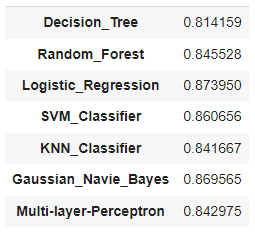 Decision_Tree 0.814159
Random_Forest 0.845528
Logistic_Regression 0.873950
SVM_Classifier 0.860656
KNN_Classifier 0.841667
Gaussian_Navie_Bayes 0.869565
Multi-layer-Perceptron 0.842975